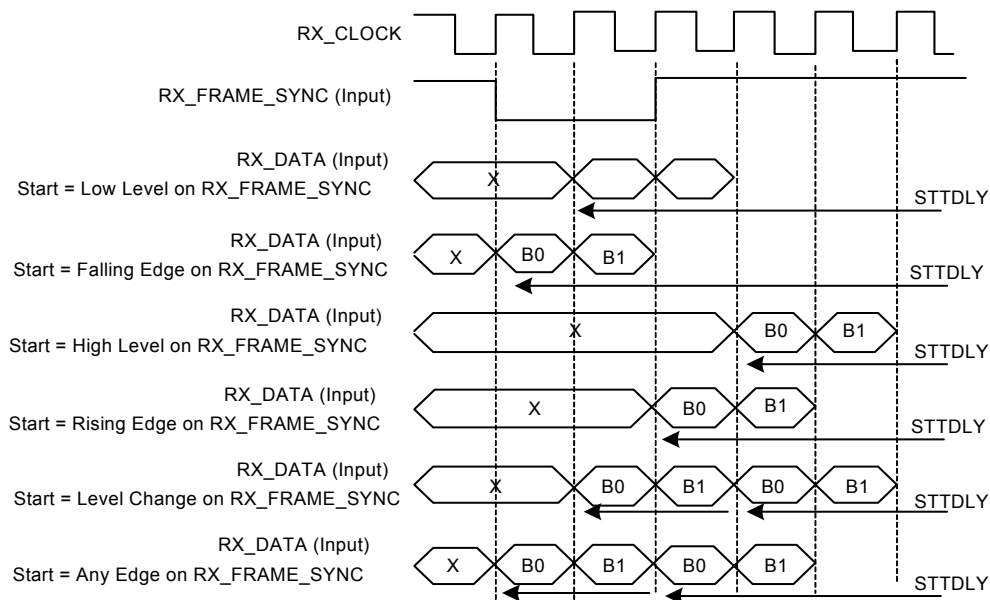 RX_CLOCK
RX_FRAME_SYNC (Input)
RX_DATA (Input)
Start = Low Level on RX_FRAME_SYNC
X
STTDLY
RX_DATA (Input)
Start = Falling Edge on RX_FRAME_SYNC
X B0 B1
STTDLY
RX_DATA (Input)
Start = High Level on RX_FRAME_SYNC
X B0 B1
STTDLY
RX_DATA (Input)
Start = Rising Edge on RX_FRAME_SYNC
X B0 B1
STTDLY
RX_DATA (Input)
Start = Level Change on RX_FRAME_SYNC
X B0 B1 B0 B1
STTDLY
RX_DATA (Input)
Start = Any Edge on RX_FRAME_SYNC
X B0 B1 B0 B1
STTDLY